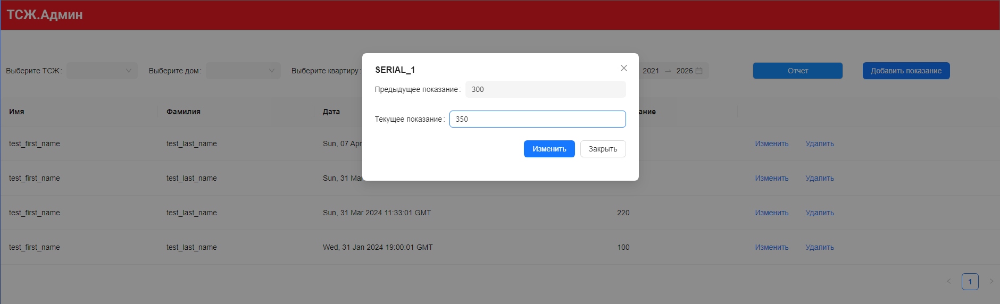 ТСЖ.Админ
Выберите ТСЖ:
Выберите дом:
Выберите квартиру:
2021 → 2026
Отчет
Добавить показание
SERIAL_1
Предыдущее показание: 300
Текущее показание: 350
Изменить Закрыть
Имя Фамилия Дата
test_first_name test_last_name Sun, 07 Apr Изменить Удалить
test_first_name test_last_name Sun, 31 Mar Изменить Удалить
test_first_name test_last_name Sun, 31 Mar 2024 11:33:01 GMT 220 Изменить Удалить
test_first_name test_last_name Wed, 31 Jan 2024 19:00:01 GMT 100 Изменить Удалить
< 1 >